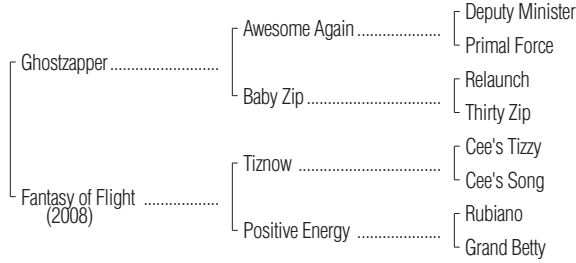 Deputy Minister
Awesome Again ....................
Primal Force
Ghostzapper ..........................
Relaunch
Baby Zip ................................
Thirty Zip
Cee's Tizzy
Tiznow ..................................
Cee's Song
Fantasy of Flight ..................
(2008)
Rubiano
Positive Energy ....................
Grand Betty